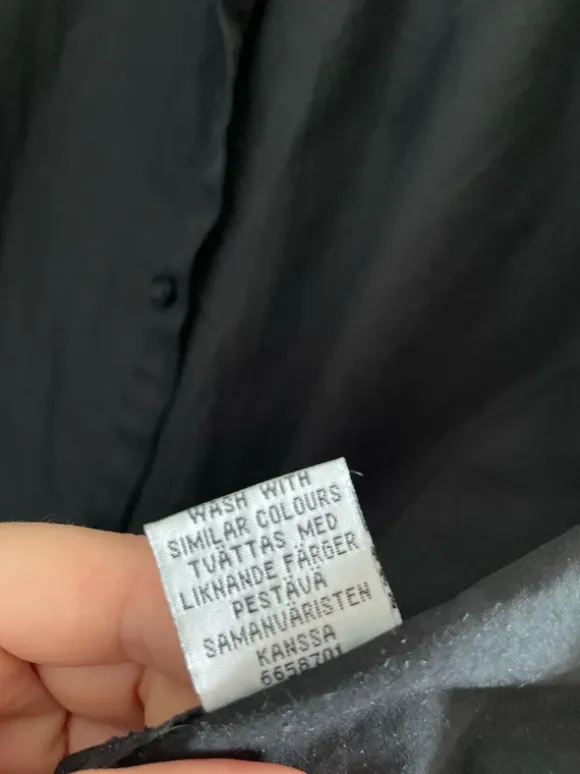 WASH WITH
SIMILAR COLOURS
TVÄTTAS MED
LIKNANDE FÄRGER
PESTÄVÄ
SAMANVÄRISTEN
KANSSA
6658701